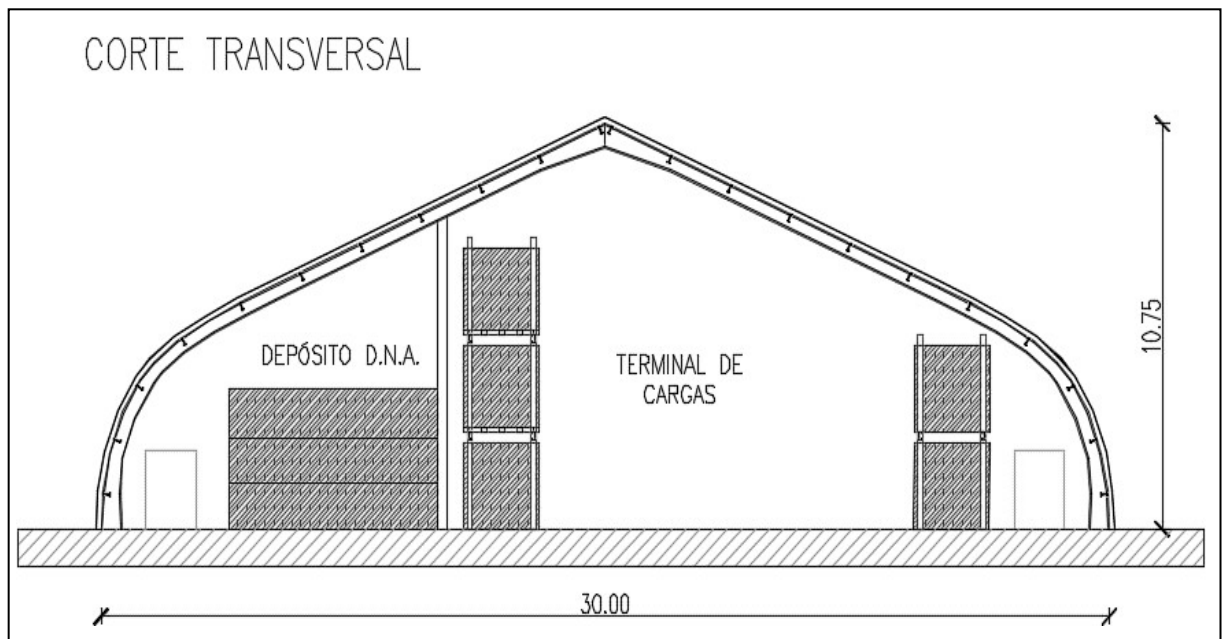 CORTE TRANSVERSAL
DEPÓSITO D.N.A.
TERMINAL DE
CARGAS
10.75
30.00